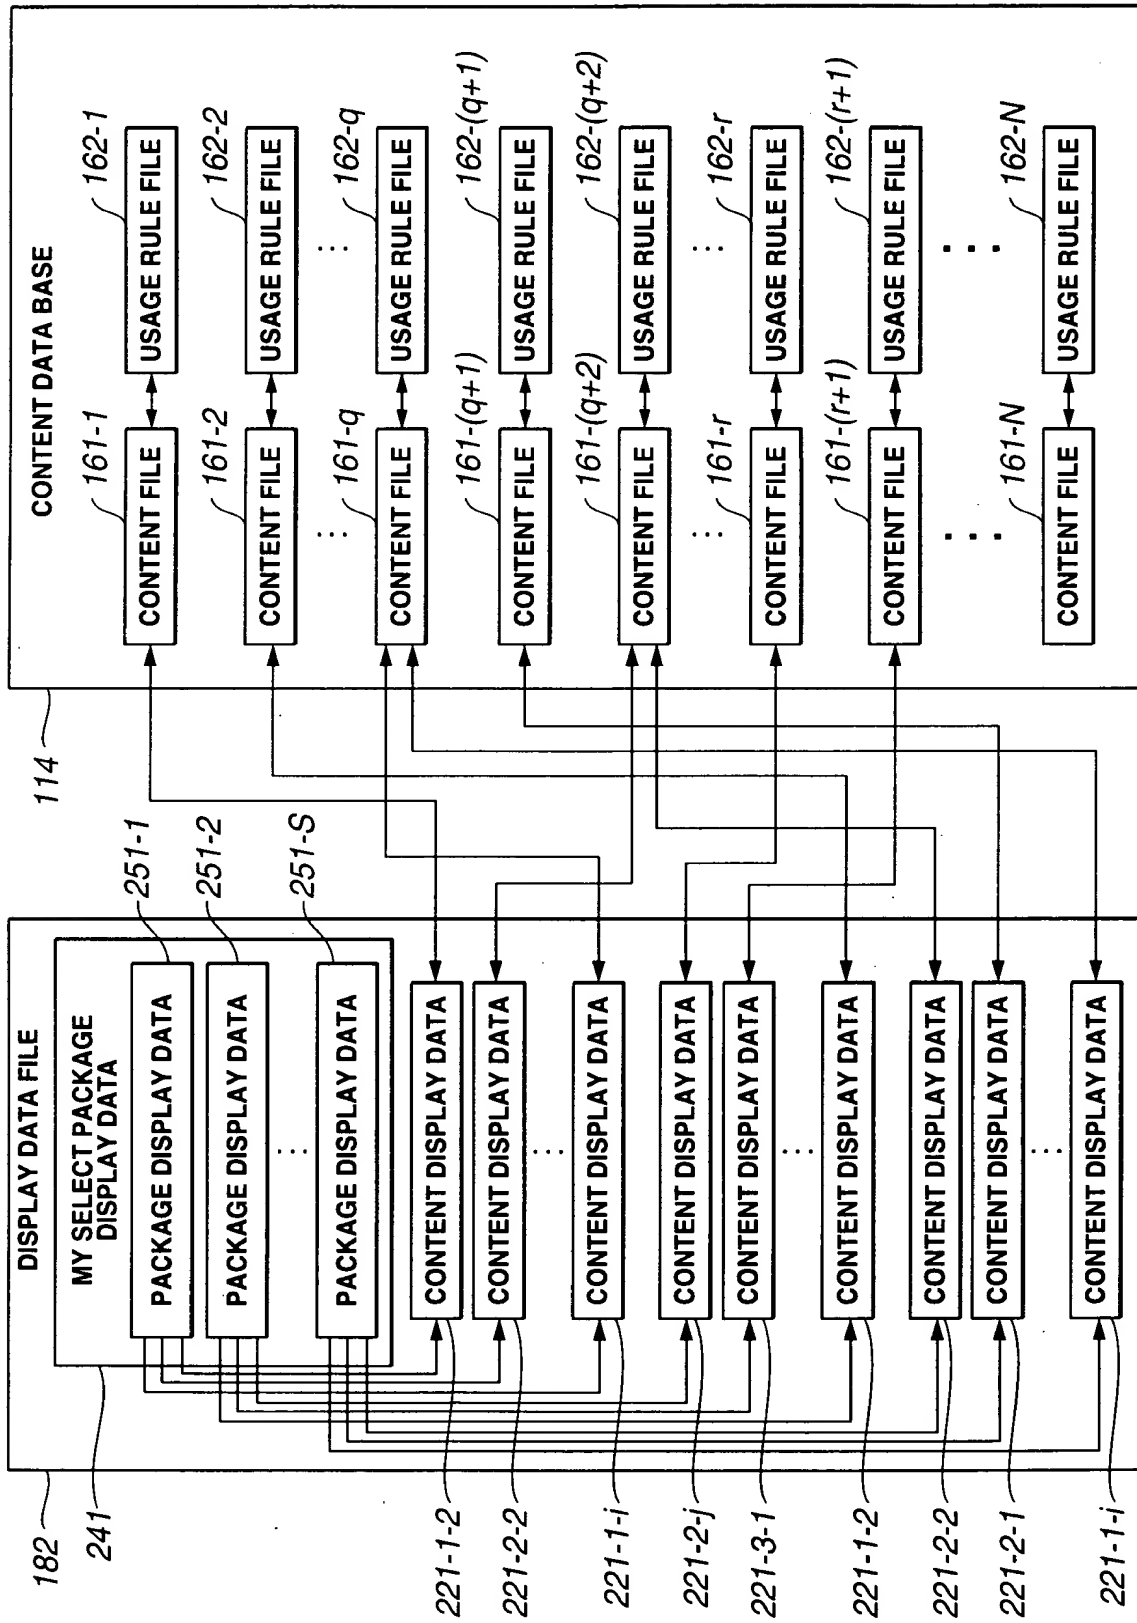 CONTENT DATA BASE
114
161-1
CONTENT FILE
162-1
USAGE RULE FILE
161-2
CONTENT FILE
162-2
USAGE RULE FILE
...
...
161-q
CONTENT FILE
162-q
USAGE RULE FILE
161-(q+1)
CONTENT FILE
162-(q+1)
USAGE RULE FILE
161-(q+2)
CONTENT FILE
162-(q+2)
USAGE RULE FILE
...
...
161-r
CONTENT FILE
162-r
USAGE RULE FILE
161-(r+1)
CONTENT FILE
162-(r+1)
USAGE RULE FILE
...
...
161-N
CONTENT FILE
162-N
USAGE RULE FILE
DISPLAY DATA FILE
182
MY SELECT PACKAGE
DISPLAY DATA
241
251-1
PACKAGE DISPLAY DATA
251-2
PACKAGE DISPLAY DATA
...
251-S
PACKAGE DISPLAY DATA
221-1-2
CONTENT DISPLAY DATA
221-2-2
CONTENT DISPLAY DATA
...
221-1-i
CONTENT DISPLAY DATA
221-2-j
CONTENT DISPLAY DATA
221-3-1
CONTENT DISPLAY DATA
...
221-1-2
CONTENT DISPLAY DATA
221-2-2
CONTENT DISPLAY DATA
221-2-1
CONTENT DISPLAY DATA
...
221-1-i
CONTENT DISPLAY DATA